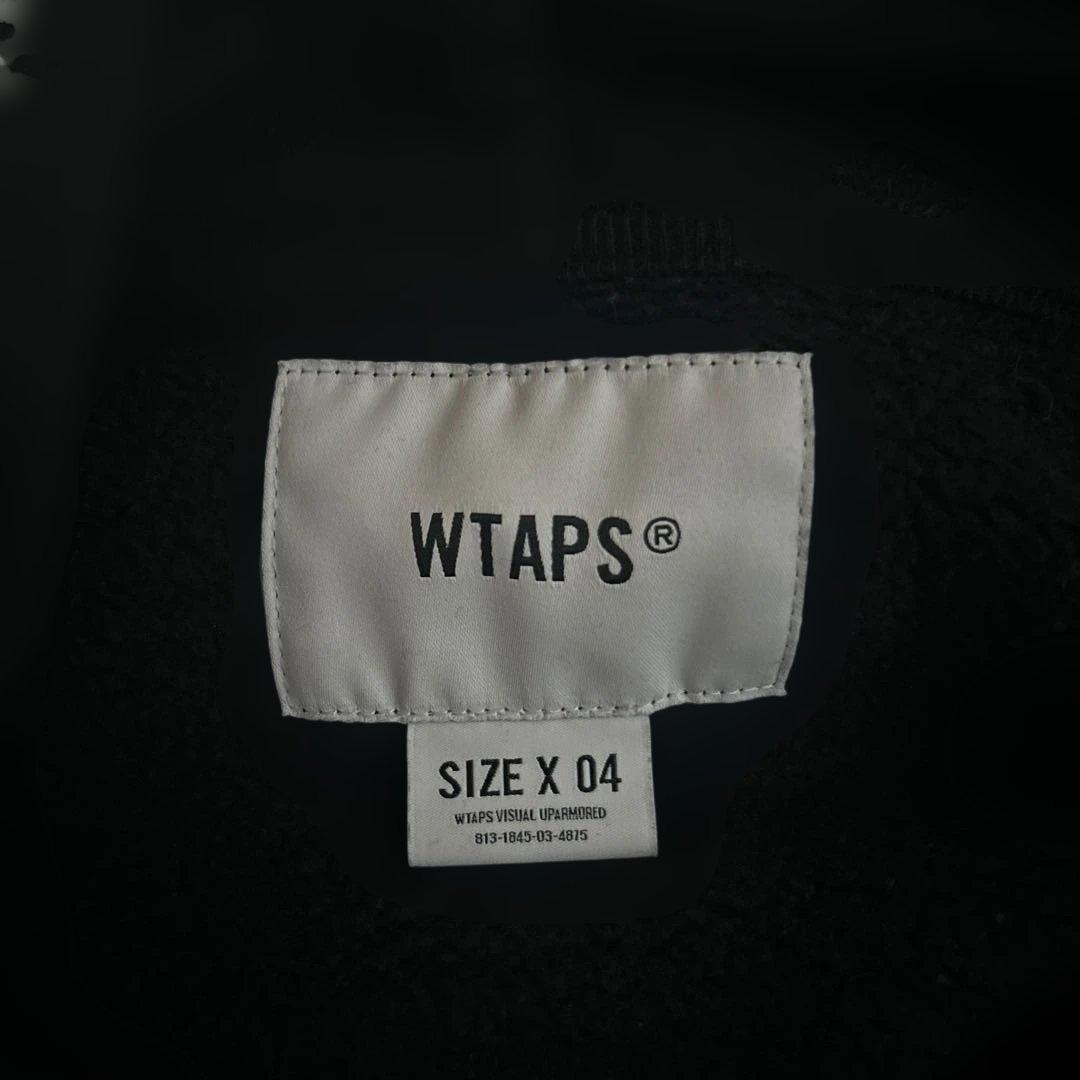 WTAPS®
SIZE X 04
WTAPS VISUAL UPARMORED
813-1845-03-4875